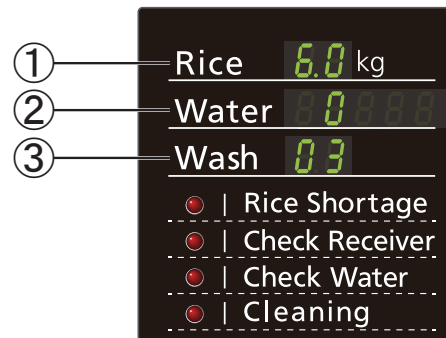 ① Rice 6.0 kg
② Water 0
③ Wash 03
| Rice Shortage
| Check Receiver
| Check Water
| Cleaning